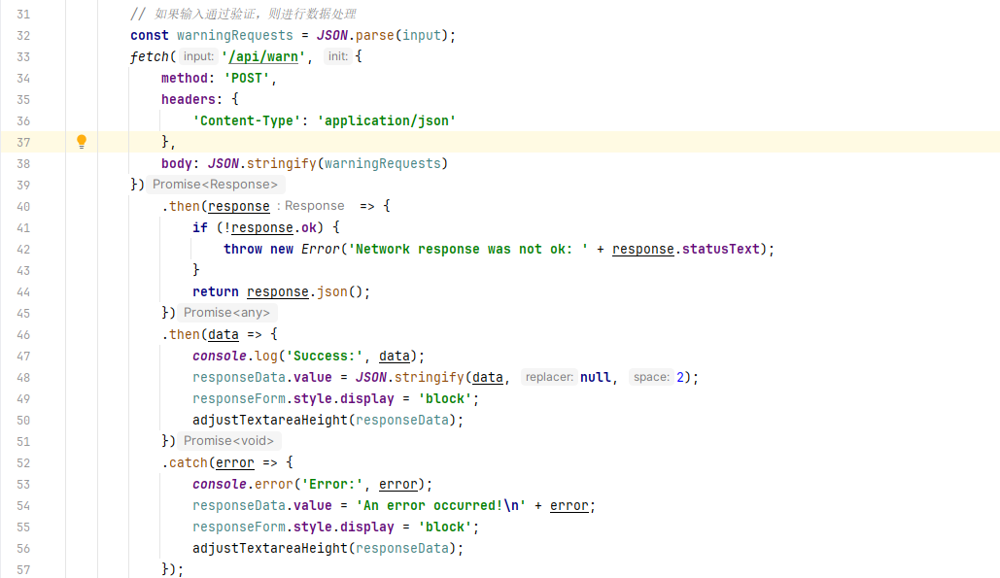 31 // 如果输入通过验证，则进行数据处理
32 const warningRequests = JSON.parse(input);
33 fetch( input: '/api/warn', init: {
34 method: 'POST',
35 headers: {
36 'Content-Type': 'application/json'
37 },
38 body: JSON.stringify(warningRequests)
39 }) Promise<Response>
40 .then(response : Response => {
41 if (!response.ok) {
42 throw new Error('Network response was not ok: ' + response.statusText);
43 }
44 return response.json();
45 }) Promise<any>
46 .then(data => {
47 console.log('Success:', data);
48 responseData.value = JSON.stringify(data, replacer: null, space: 2);
49 responseForm.style.display = 'block';
50 adjustTextareaHeight(responseData);
51 }) Promise<void>
52 .catch(error => {
53 console.error('Error:', error);
54 responseData.value = 'An error occurred!\n' + error;
55 responseForm.style.display = 'block';
56 adjustTextareaHeight(responseData);
57 });